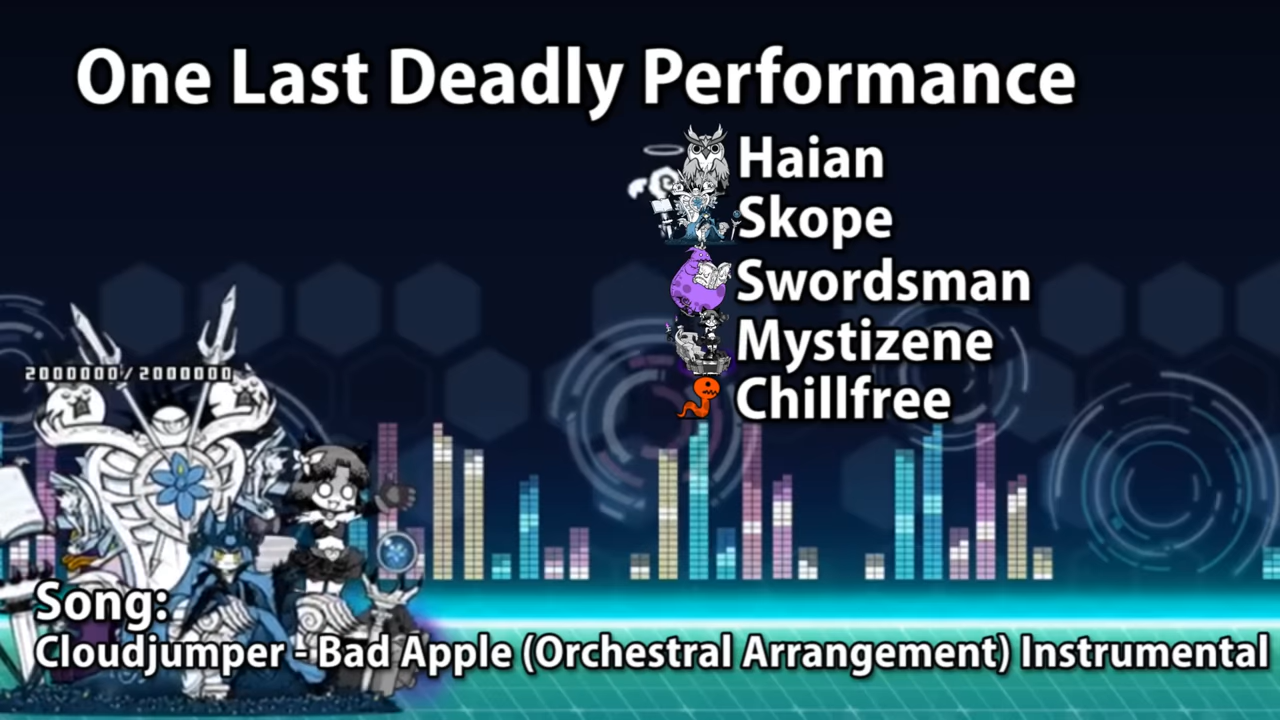 One Last Deadly Performance
Haian
Skope
Swordsman
Mystizene
Chillfree
2000000/2000000
Song:
Cloudjumper - Bad Apple (Orchestral Arrangement) Instrumental